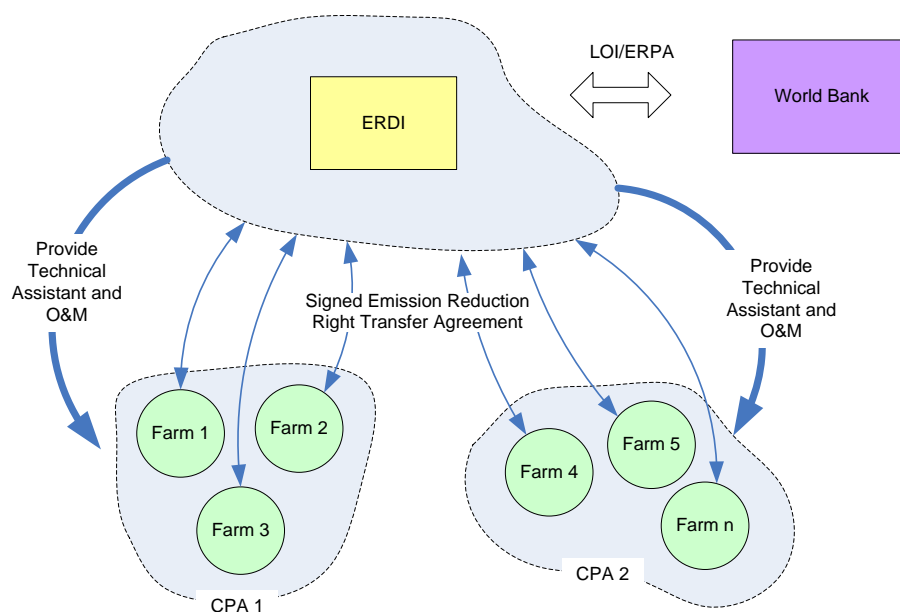 LOI/ERPA
World Bank
ERDI
Provide
Technical
Assistant and
O&M
Signed Emission Reduction
Right Transfer Agreement
Provide
Technical
Assistant and
O&M
Farm 1
Farm 2
Farm 3
Farm 4
Farm 5
Farm n
CPA 1
CPA 2